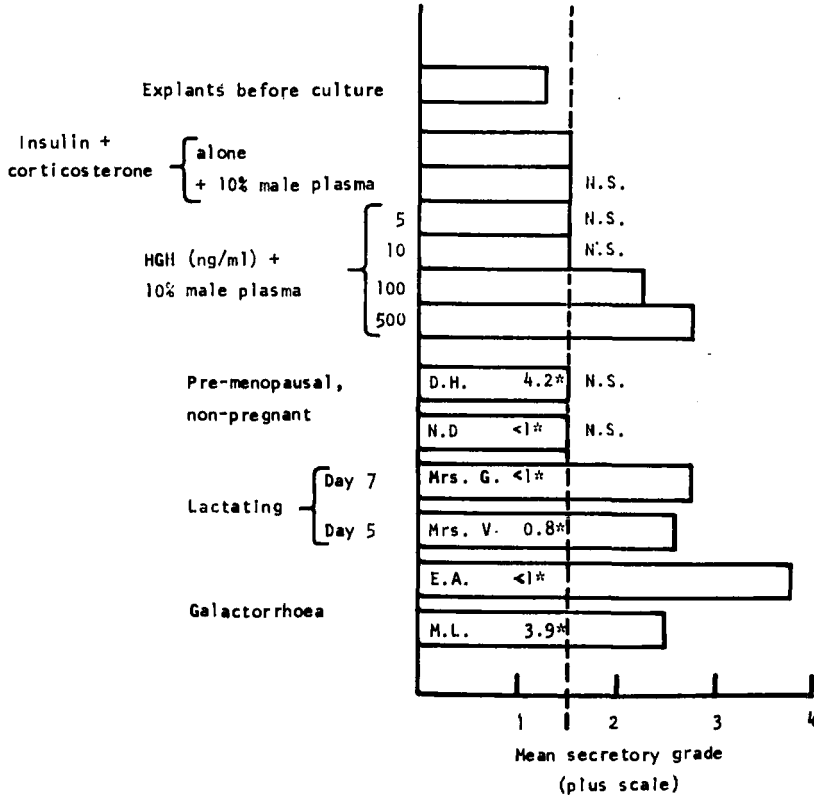 Explants before culture
Insulin +
corticosterone
alone
+ 10% male plasma N.S.
HGH (ng/ml) +
10% male plasma
5 N.S.
10 N.S.
100
500
Pre-menopausal,
non-pregnant
D.H. 4.2* N.S.
N.D <1* N.S.
Lactating
Day 7 Mrs. G. <1*
Day 5 Mrs. V. 0.8*
Galactorrhoea
E.A. <1*
M.L. 3.9*
1 2 3 4
Mean secretory grade
(plus scale)